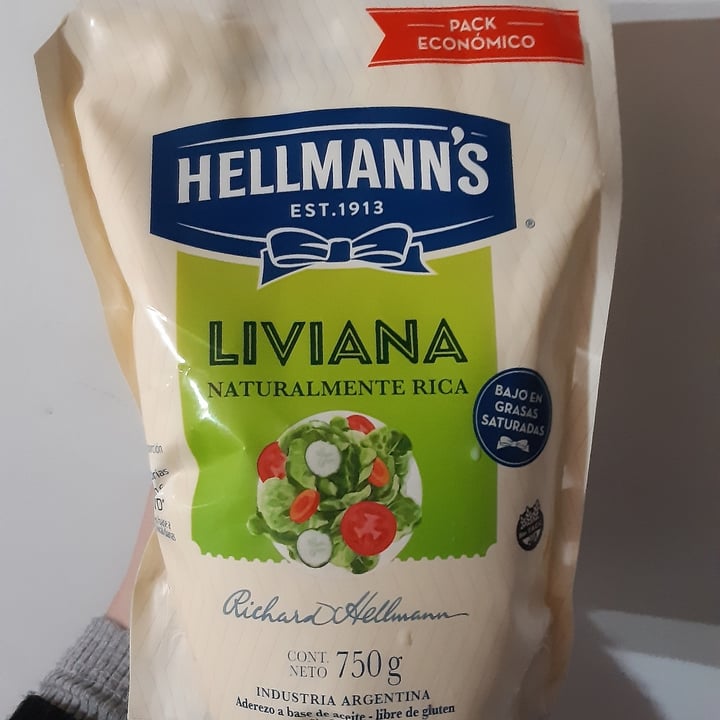 PACK
ECONÓMICO
HELLMANN'S
EST.1913
®
LIVIANA
NATURALMENTE RICA
BAJO EN
GRASAS
SATURADAS
Richard Hellmann
CONT.
NETO 750 g
INDUSTRIA ARGENTINA
Aderezo a base de aceite - libre de gluten